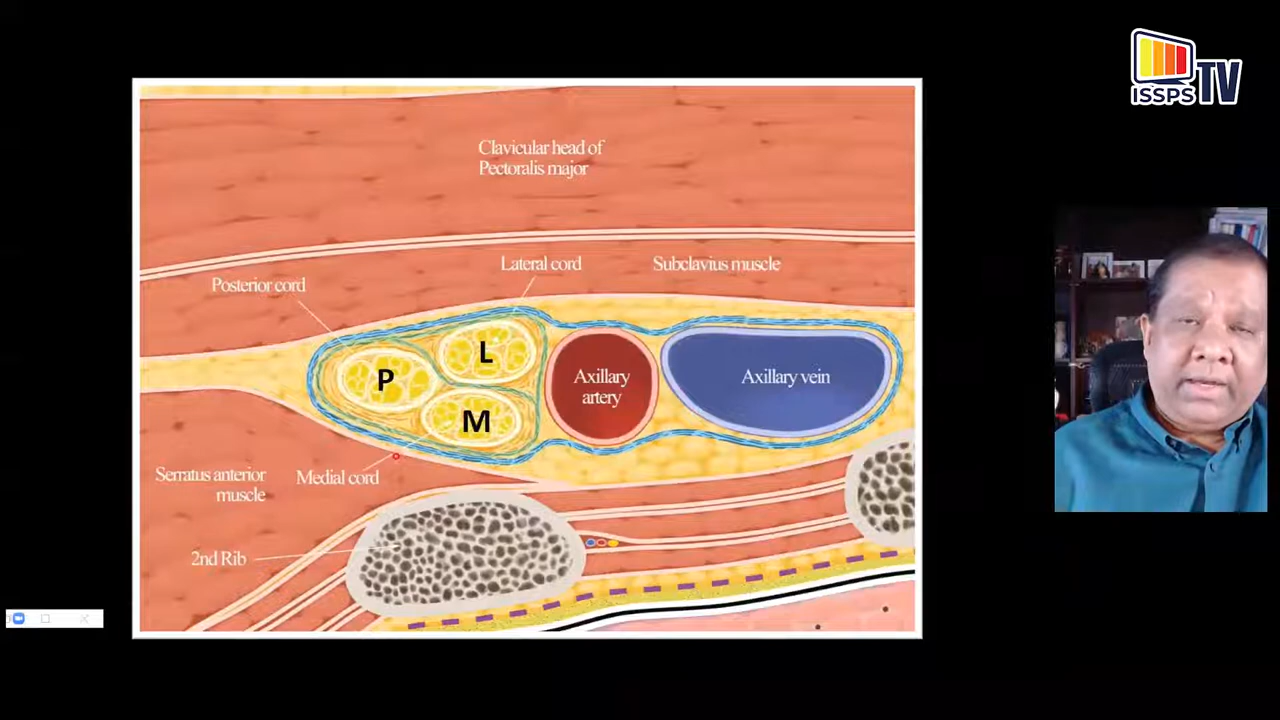 ISSPS TV
Clavicular head of
Pectoralis major
Lateral cord
Subclavius muscle
Posterior cord
L
P
M
Axillary
artery
Axillary vein
Serratus anterior
muscle
Medial cord
2nd Rib